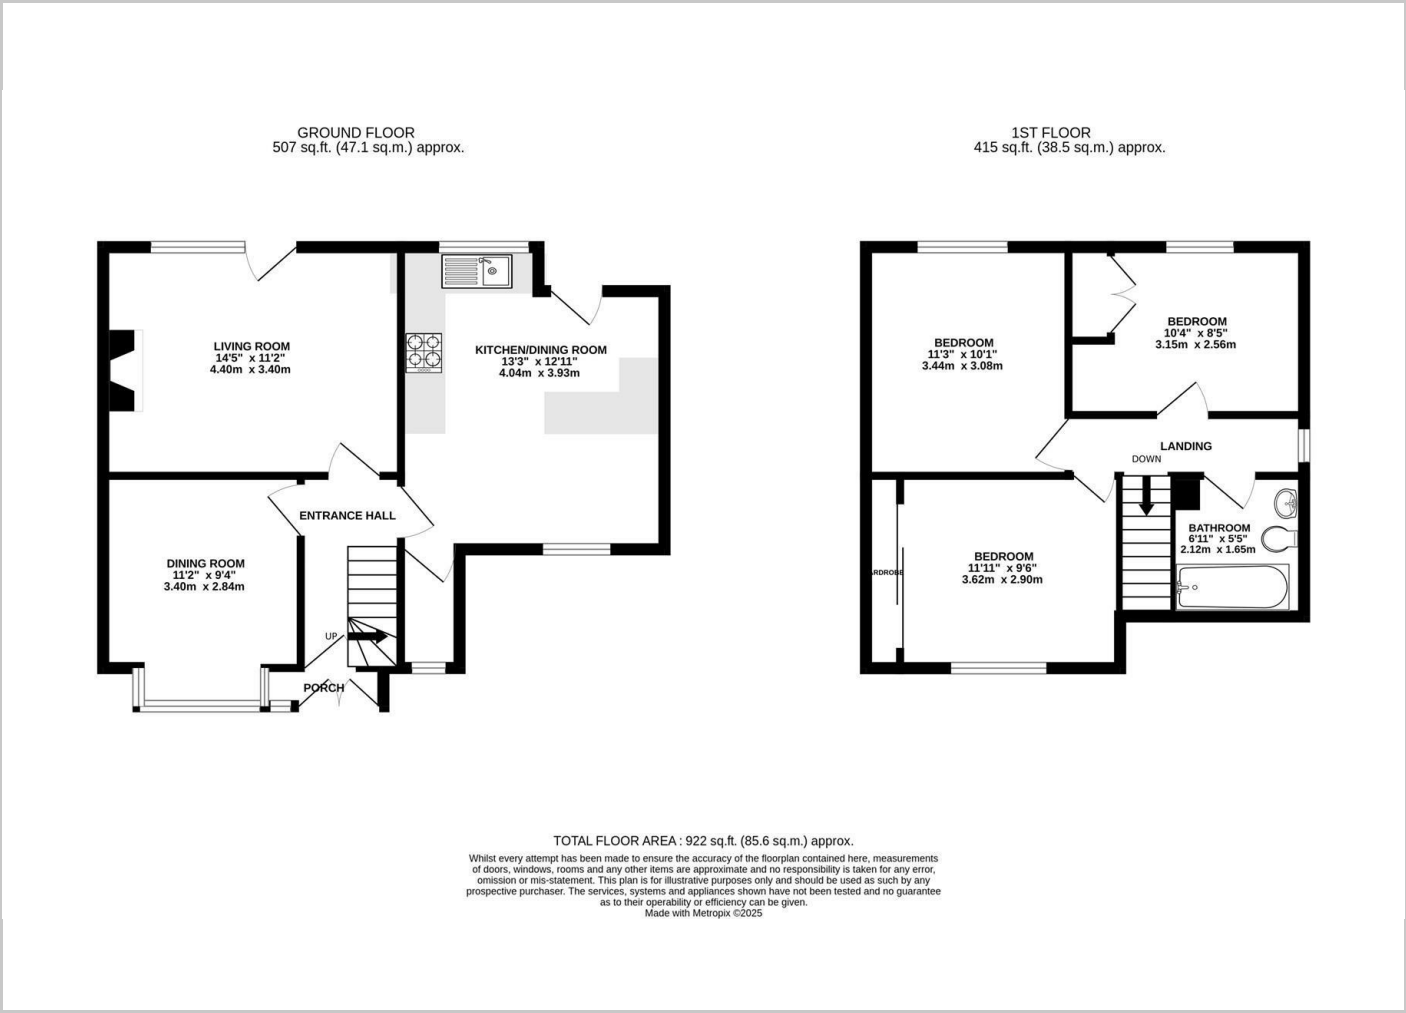 GROUND FLOOR
507 sq.ft. (47.1 sq.m.) approx.
1ST FLOOR
415 sq.ft. (38.5 sq.m.) approx.
LIVING ROOM
14'5" x 11'2"
4.40m x 3.40m
KITCHEN/DINING ROOM
13'3" x 12'11"
4.04m x 3.93m
ENTRANCE HALL
DINING ROOM
11'2" x 9'4"
3.40m x 2.84m
UP
PORCH
BEDROOM
11'3" x 10'1"
3.44m x 3.08m
BEDROOM
10'4" x 8'5"
3.15m x 2.56m
LANDING
DOWN
BATHROOM
6'11" x 5'5"
2.12m x 1.65m
BEDROOM
11'11" x 9'6"
3.62m x 2.90m
ARDROBE
TOTAL FLOOR AREA : 922 sq.ft. (85.6 sq.m.) approx.
Whilst every attempt has been made to ensure the accuracy of the floorplan contained here, measurements
of doors, windows, rooms and any other items are approximate and no responsibility is taken for any error,
omission or mis-statement. This plan is for illustrative purposes only and should be used as such by any
prospective purchaser. The services, systems and appliances shown have not been tested and no guarantee
as to their operability or efficiency can be given.
Made with Metropix ©2025